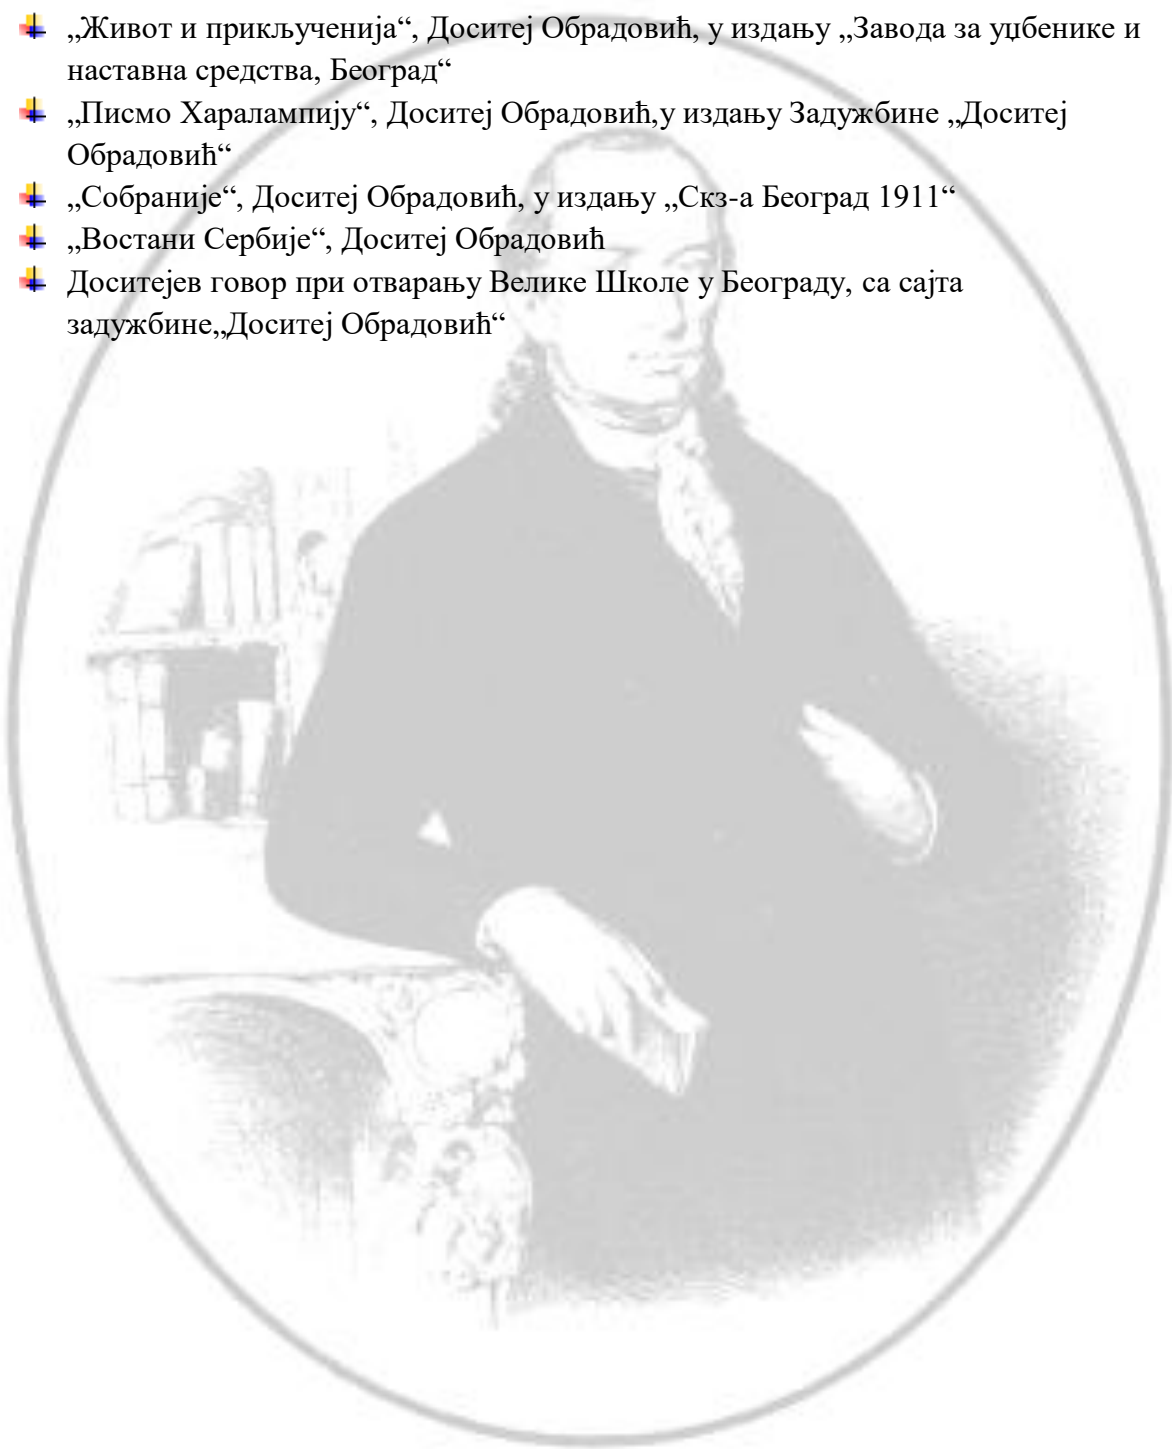 „Живот и прикљученија“, Доситеј Обрадовић, у издању „Завода за уџбенике и
наставна средства, Београд“
„Писмо Харалампију“, Доситеј Обрадовић,у издању Задужбине „Доситеј
Обрадовић“
„Собраније“, Доситеј Обрадовић, у издању „Скз-а Београд 1911“
„Востани Сербије“, Доситеј Обрадовић
Доситејев говор при отварању Велике Школе у Београду, са сајта
задужбине„Доситеј Обрадовић“